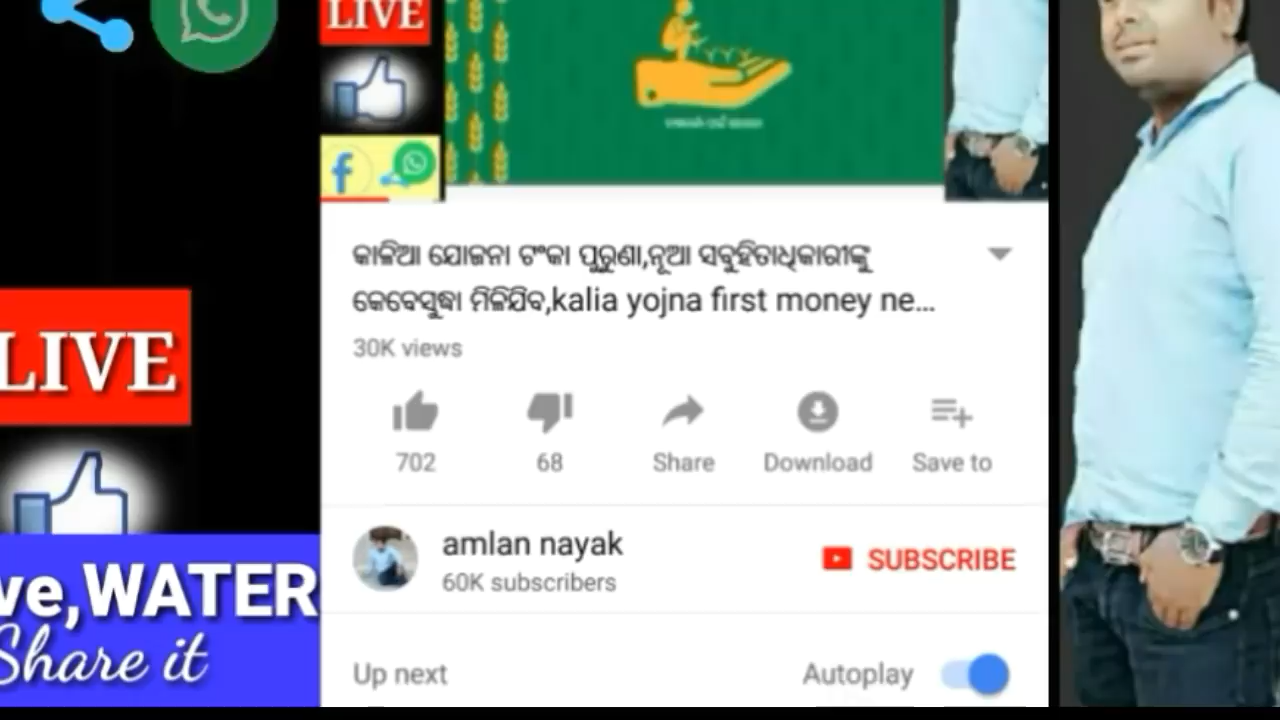 LIVE
LIVE
f
କାଳିଆ ଯୋଜନା ଟଂକା ପୁରୁଣା,ନୂଆ ସବୁହିତାଧିକାରୀଙ୍କୁ
କେବେସୁଦ୍ଧା ମିଳିଯିବ,kalia yojna first money ne...
30K views
702
68
Share
Download
Save to
amlan nayak
60K subscribers
SUBSCRIBE
Up next
Autoplay
ve,WATER
Share it